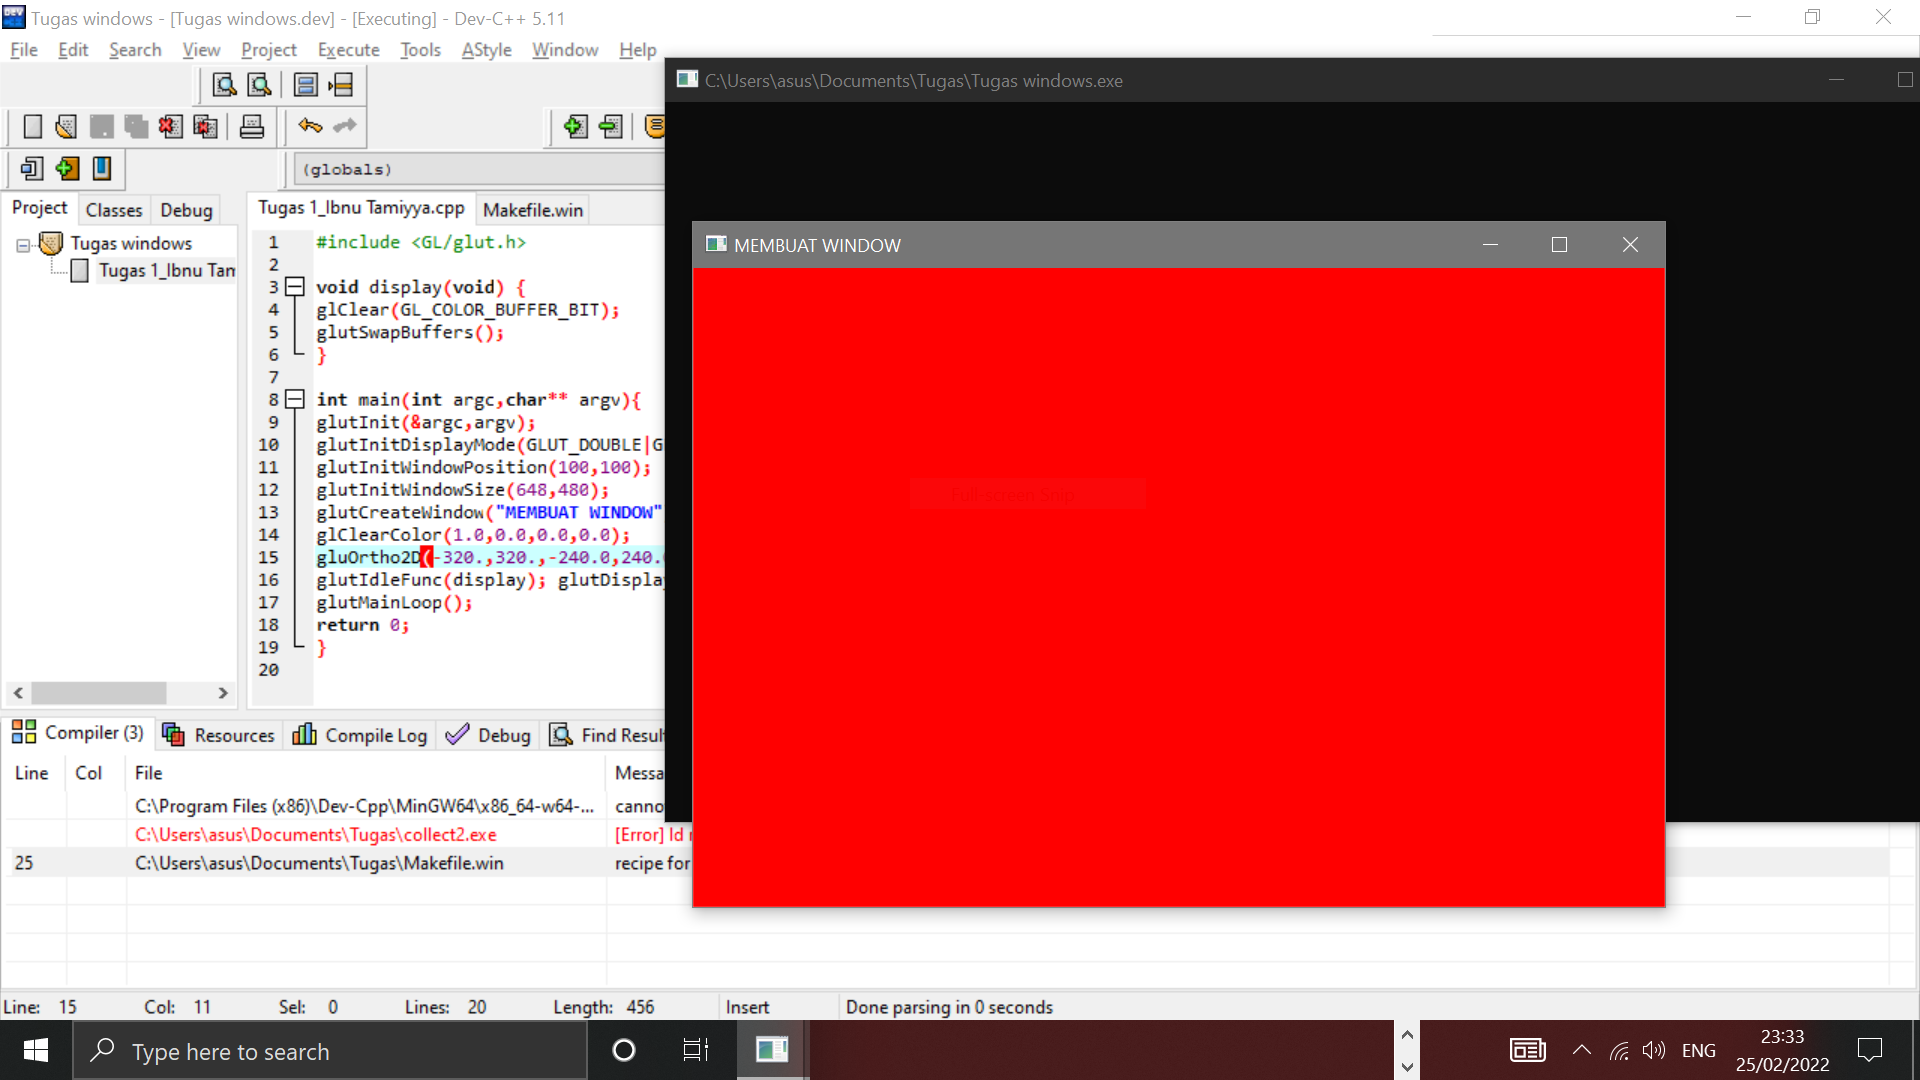 Tugas windows - [Tugas windows.dev] - [Executing] - Dev-C++ 5.11
File Edit Search View Project Execute Tools AStyle Window Help
C:\Users\asus\Documents\Tugas\Tugas windows.exe
(globals)
Project Classes Debug
Tugas 1_Ibnu Tamiyya.cpp Makefile.win
Tugas windows
Tugas 1_Ibnu Tam
MEMBUAT WINDOW
1 #include <GL/glut.h>
2
3 void display(void) {
4 glClear(GL_COLOR_BUFFER_BIT);
5 glutSwapBuffers();
6 }
7
8 int main(int argc,char** argv){
9 glutInit(&argc,argv);
10 glutInitDisplayMode(GLUT_DOUBLE|G
11 glutInitWindowPosition(100,100);
12 glutInitWindowSize(648,480);
13 glutCreateWindow("MEMBUAT WINDOW"
14 glClearColor(1.0,0.0,0.0,0.0);
15 gluOrtho2D(-320.,320.,-240.0,240.
16 glutIdleFunc(display); glutDisplay
17 glutMainLoop();
18 return 0;
19 }
20
Full-screen Snip
Compiler (3) Resources Compile Log Debug Find Resul
Line Col File Messa
C:\Program Files (x86)\Dev-Cpp\MinGW64\x86_64-w64-... canno
C:\Users\asus\Documents\Tugas\collect2.exe [Error] ld r
25 C:\Users\asus\Documents\Tugas\Makefile.win recipe for
Line: 15 Col: 11 Sel: 0 Lines: 20 Length: 456 Insert Done parsing in 0 seconds
Type here to search
ENG
23:33
25/02/2022